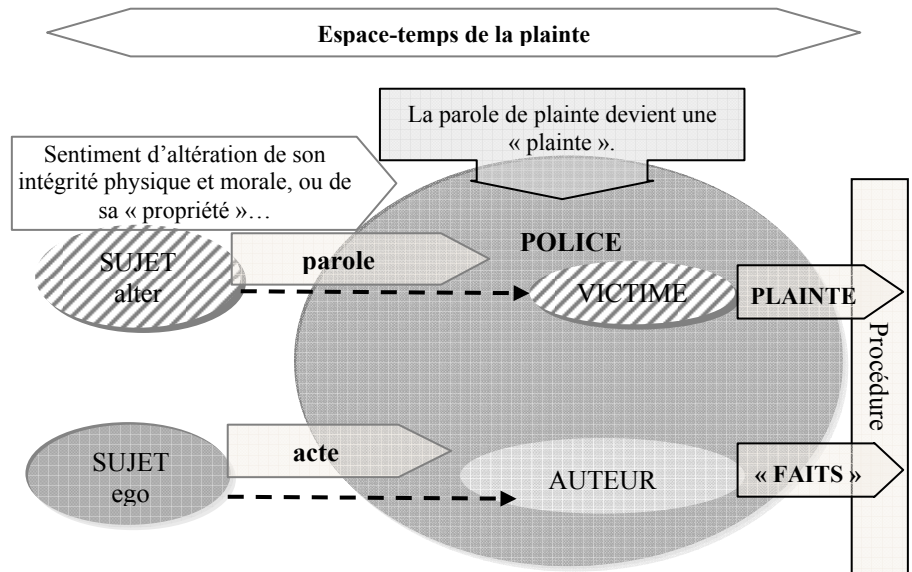 Espace-temps de la plainte
La parole de plainte devient une
« plainte ».
Sentiment d'altération de son
intégrité physique et morale, ou de
sa « propriété »…
POLICE
SUJET
alter
parole
VICTIME
PLAINTE
Procédure
SUJET
ego
acte
AUTEUR
« FAITS »